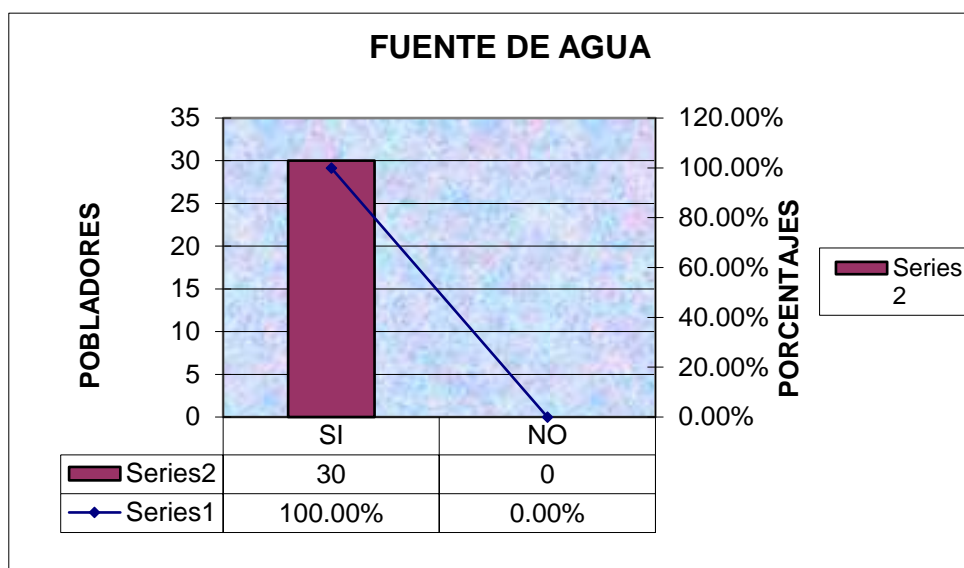 FUENTE DE AGUA
POBLADORES
35
30
25
20
15
10
5
0
120.00%
100.00%
80.00%
60.00%
40.00%
20.00%
0.00%
PORCENTAJES
Series
2
SI NO
Series2 30 0
Series1 100.00% 0.00%